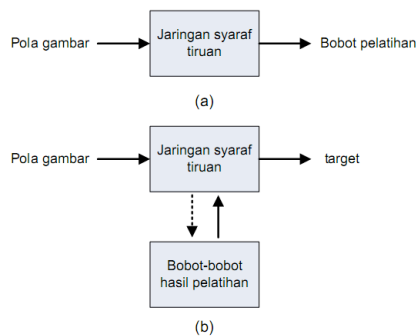 Pola gambar
Jaringan syaraf
tiruan
Bobot pelatihan
(a)
Pola gambar
Jaringan syaraf
tiruan
target
Bobot-bobot
hasil pelatihan
(b)